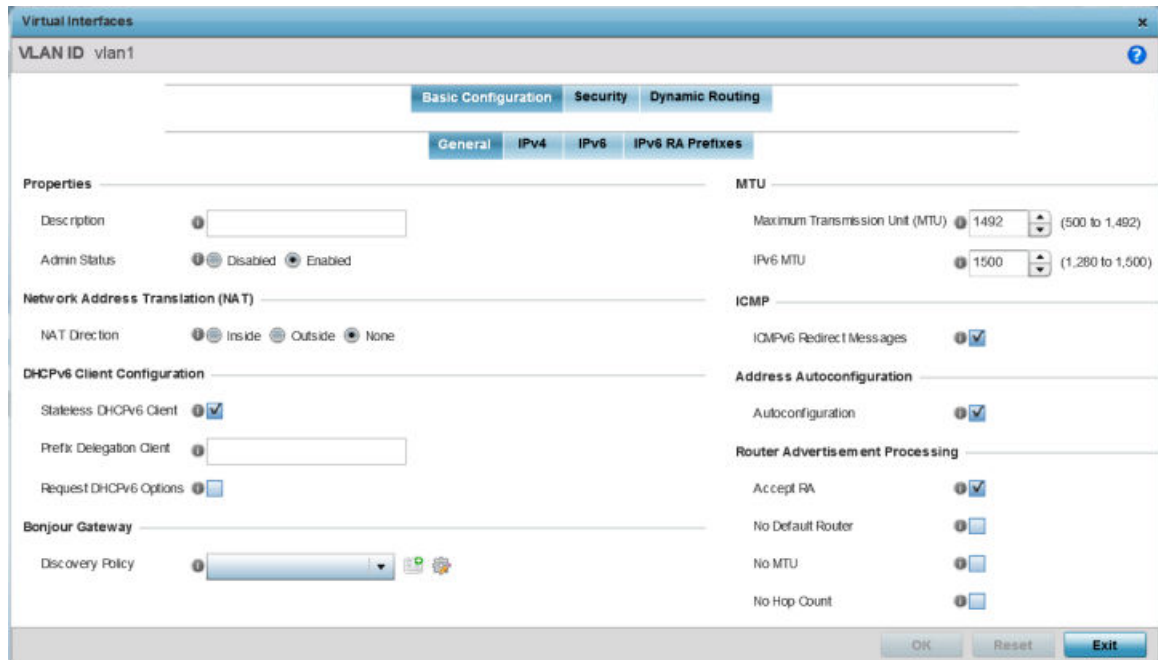 Virtual Interfaces
VLAN ID vlan1
Basic Configuration Security Dynamic Routing
General IPv4 IPv6 IPv6 RA Prefixes
Properties
Description
Admin Status Disabled Enabled
Network Address Translation (NAT)
NAT Direction Inside Outside None
DHCPv6 Client Configuration
Stateless DHCPv6 Client
Prefix Delegation Client
Request DHCPv6 Options
Bonjour Gateway
Discovery Policy
MTU
Maximum Transmission Unit (MTU) 1492 (500 to 1,492)
IPv6 MTU 1500 (1,280 to 1,500)
ICMP
ICMPv6 Redirect Messages
Address Autoconfiguration
Autoconfiguration
Router Advertisement Processing
Accept RA
No Default Router
No MTU
No Hop Count
OK Reset Exit